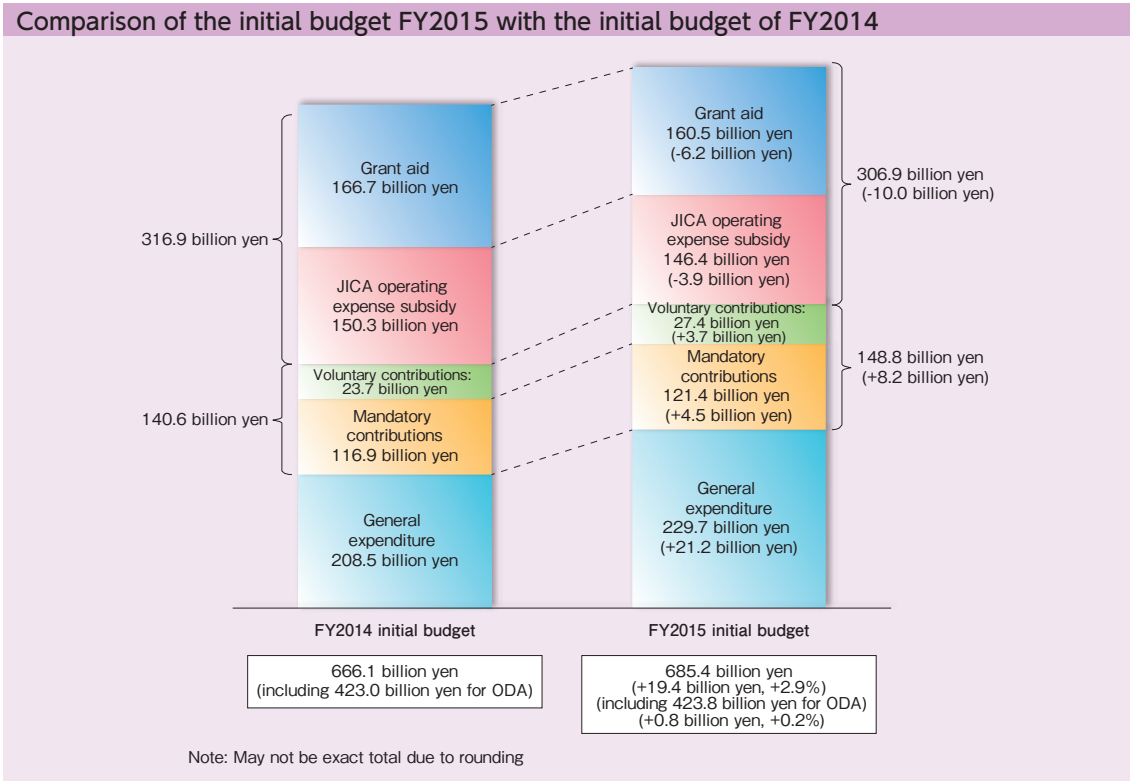 Comparison of the initial budget FY2015 with the initial budget of FY2014
316.9 billion yen
140.6 billion yen
Grant aid
166.7 billion yen
JICA operating
expense subsidy
150.3 billion yen
Voluntary contributions:
23.7 billion yen
Mandatory
contributions
116.9 billion yen
General
expenditure
208.5 billion yen
Grant aid
160.5 billion yen
(-6.2 billion yen)
JICA operating
expense subsidy
146.4 billion yen
(-3.9 billion yen)
Voluntary contributions:
27.4 billion yen
(+3.7 billion yen)
Mandatory
contributions
121.4 billion yen
(+4.5 billion yen)
General
expenditure
229.7 billion yen
(+21.2 billion yen)
306.9 billion yen
(-10.0 billion yen)
148.8 billion yen
(+8.2 billion yen)
FY2014 initial budget
FY2015 initial budget
666.1 billion yen
(including 423.0 billion yen for ODA)
685.4 billion yen
(+19.4 billion yen, +2.9%)
(including 423.8 billion yen for ODA)
(+0.8 billion yen, +0.2%)
Note: May not be exact total due to rounding